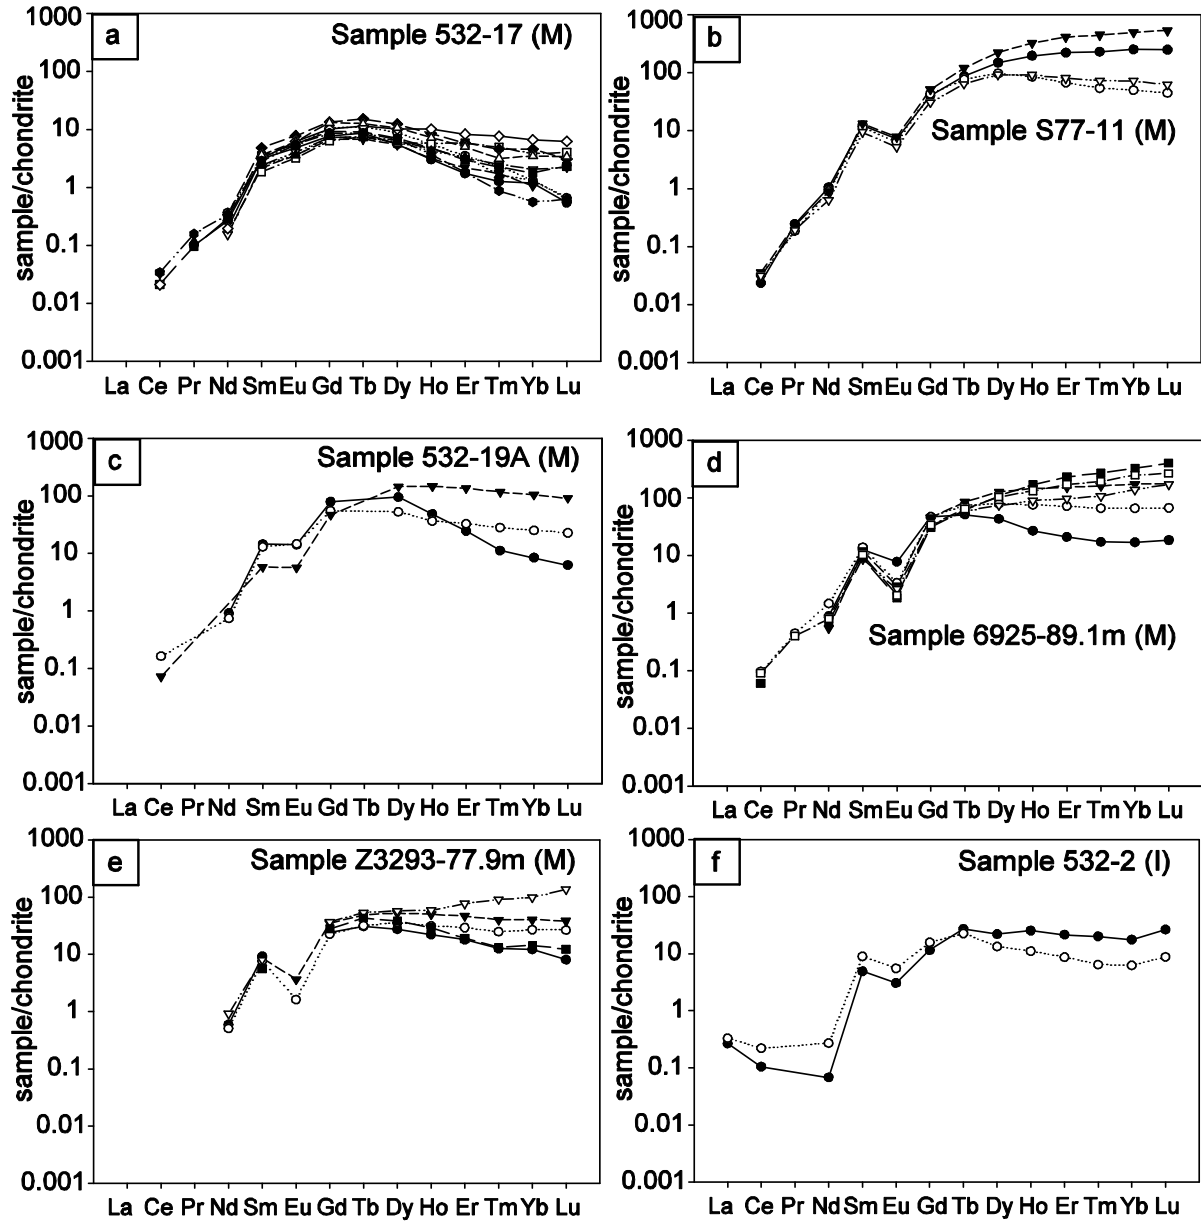 a
Sample 532-17 (M)
sample/chondrite
1000
100
10
1
0.1
0.01
0.001
La Ce Pr Nd Sm Eu Gd Tb Dy Ho Er Tm Yb Lu
b
Sample S77-11 (M)
sample/chondrite
1000
100
10
1
0.1
0.01
0.001
La Ce Pr Nd Sm Eu Gd Tb Dy Ho Er Tm Yb Lu
c
Sample 532-19A (M)
sample/chondrite
1000
100
10
1
0.1
0.01
0.001
La Ce Pr Nd Sm Eu Gd Tb Dy Ho Er Tm Yb Lu
d
Sample 6925-89.1m (M)
sample/chondrite
1000
100
10
1
0.1
0.01
0.001
La Ce Pr Nd Sm Eu Gd Tb Dy Ho Er Tm Yb Lu
e
Sample Z3293-77.9m (M)
sample/chondrite
1000
100
10
1
0.1
0.01
0.001
La Ce Pr Nd Sm Eu Gd Tb Dy Ho Er Tm Yb Lu
f
Sample 532-2 (I)
sample/chondrite
1000
100
10
1
0.1
0.01
0.001
La Ce Pr Nd Sm Eu Gd Tb Dy Ho Er Tm Yb Lu